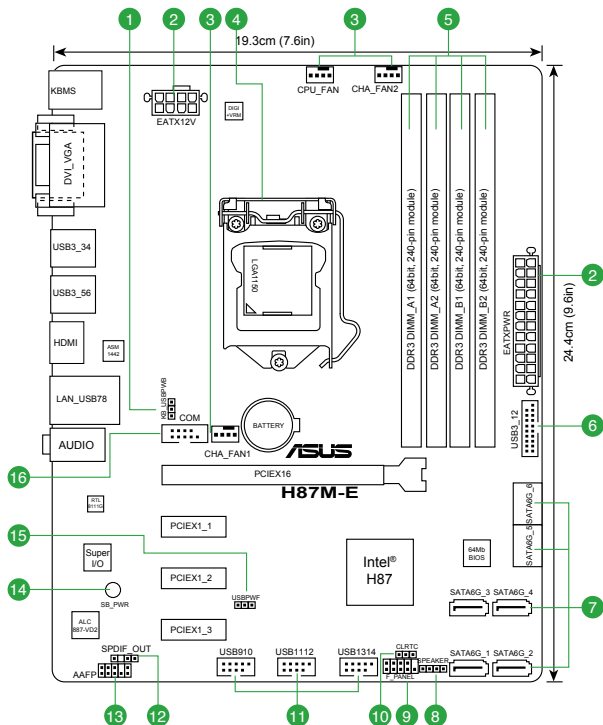 1 2 3 4 3 5
19.3cm (7.6in)
KBMS
CPU_FAN
CHA_FAN2
EATX12V
DIGI
+VRM
DVI_VGA
DDR3 DIMM_A1 (64bit, 240-pin module)
DDR3 DIMM_A2 (64bit, 240-pin module)
DDR3 DIMM_B1 (64bit, 240-pin module)
DDR3 DIMM_B2 (64bit, 240-pin module)
LGA1150
USB3_34
USB3_56
2
EATXPWR
24.4cm (9.6in)
HDMI
ASM
1442
LAN_USB78
KB_USBPWB
COM
BATTERY
USB3_12
6
AUDIO
CHA_FAN1
ASUS
16
PCIEX16
H87M-E
RTL
8111G
SATA6G_6
SATA6G_5
15
PCIEX1_1
Super
I/O
Intel®
H87
64Mb
BIOS
14
SB_PWR
PCIEX1_2
USBPWF
SATA6G_3
SATA6G_4
7
ALC
887-VD2
PCIEX1_3
SPDIF_OUT
AAFP
USB910
USB1112
USB1314
CLRTC
SPEAKER
F_PANEL
SATA6G_1
SATA6G_2
13 12 11 10 9 8